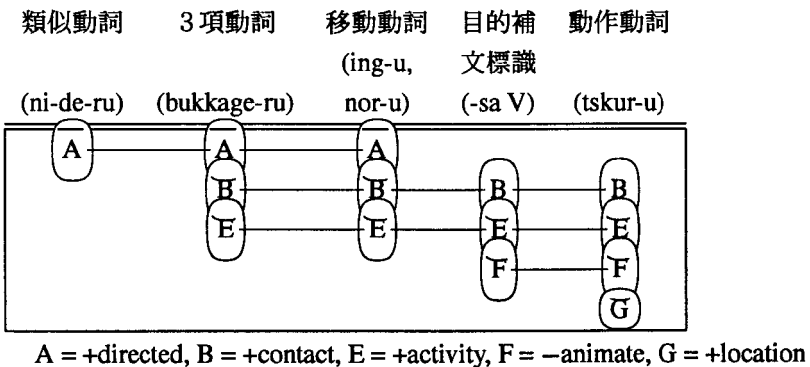 類似動詞 3項動詞 移動動詞 目的補 動作動詞
(ing-u, 文標識
(ni-de-ru) (bukkage-ru) nor-u) (-sa V) (tskur-u)
A A A
B B B B
E E E E
F F
G
A = +directed, B = +contact, E = +activity, F = −animate, G = +location